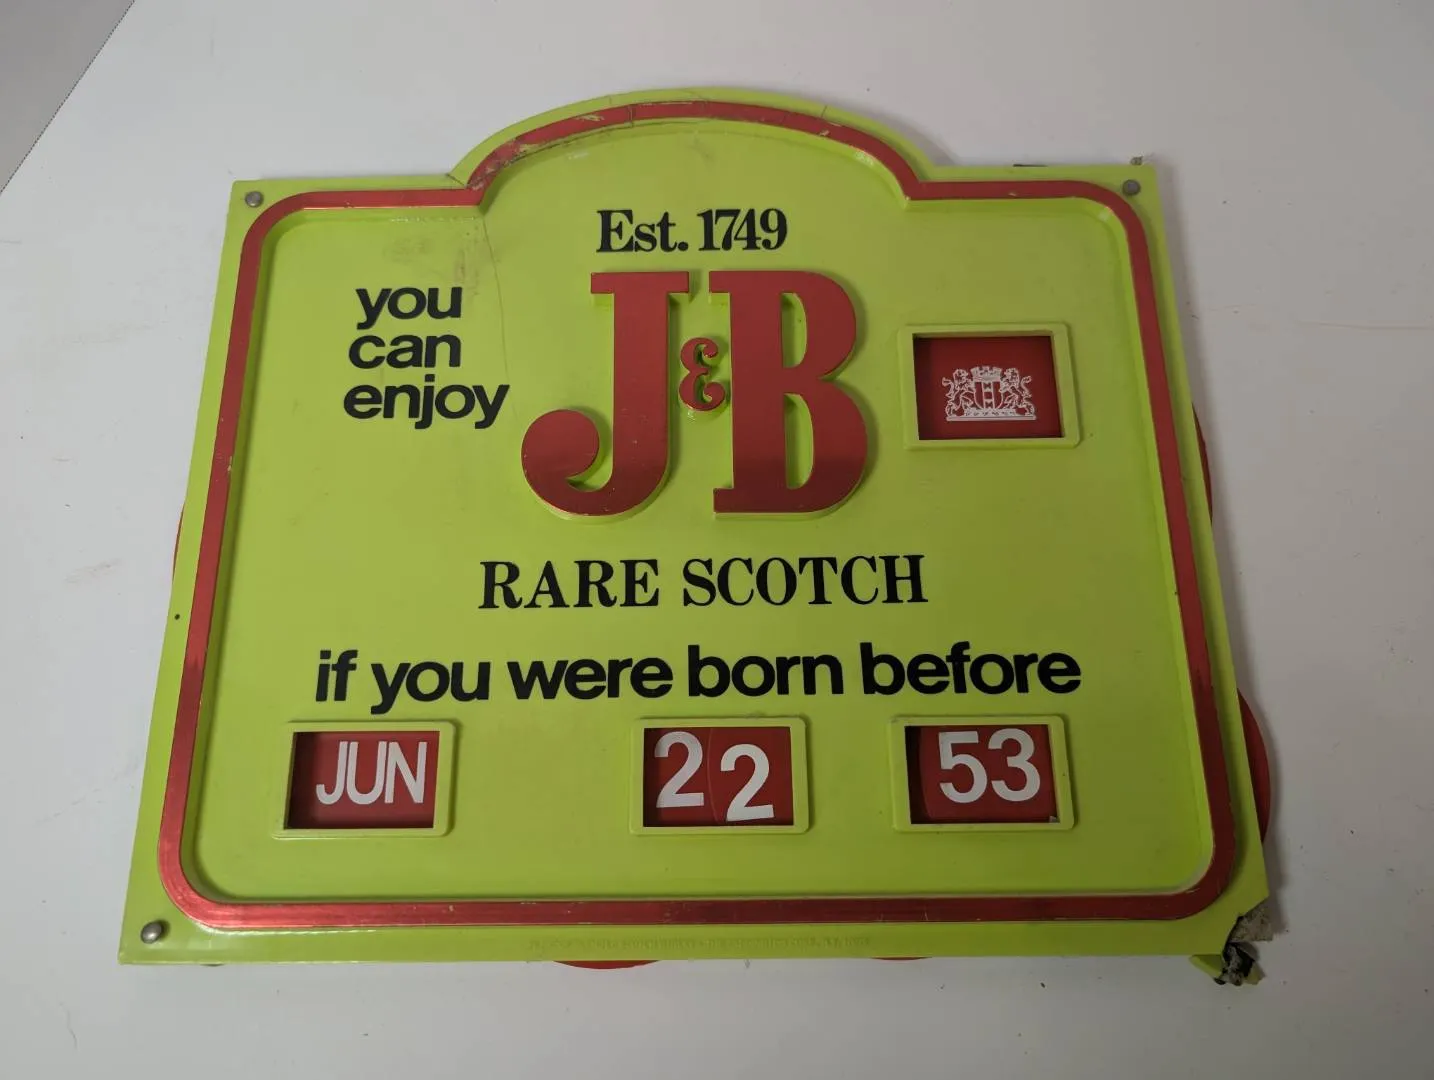 Est. 1749
you
can
enjoy
J&B
RARE SCOTCH
if you were born before
JUN 22 53